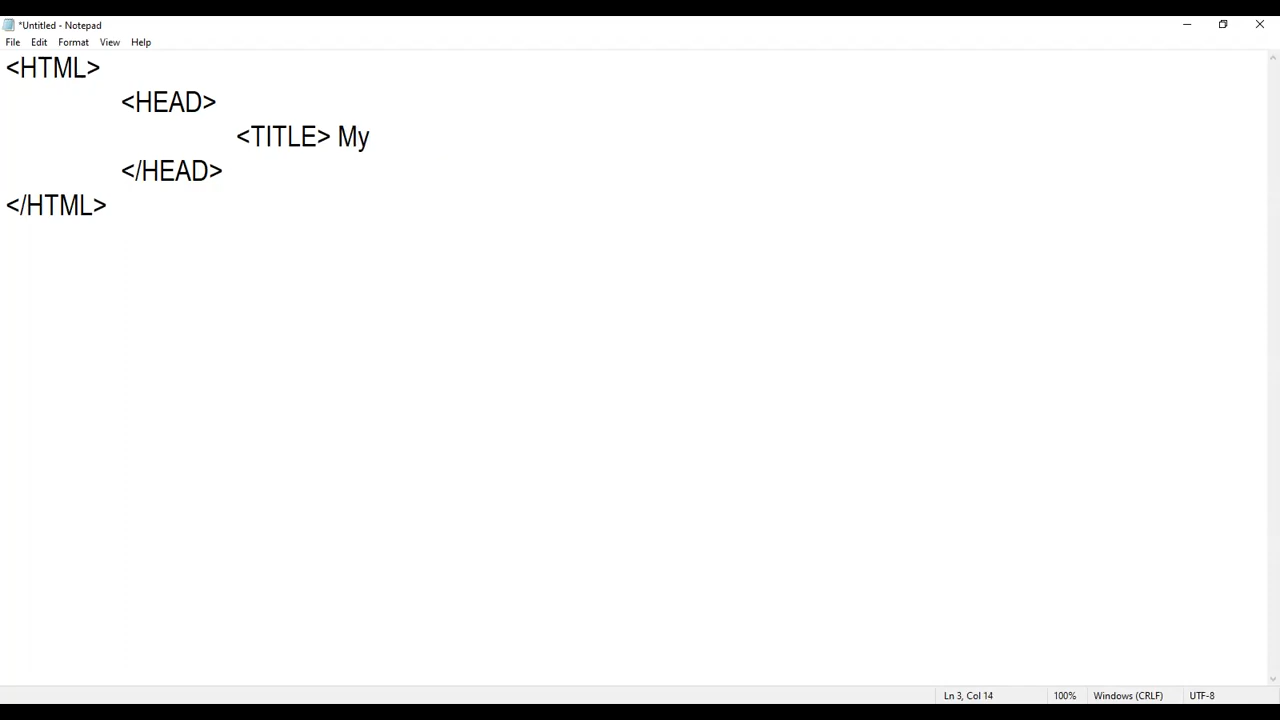 *Untitled - Notepad
File Edit Format View Help
<HTML>
<HEAD>
<TITLE> My
</HEAD>
</HTML>
Ln 3, Col 14 100% Windows (CRLF) UTF-8